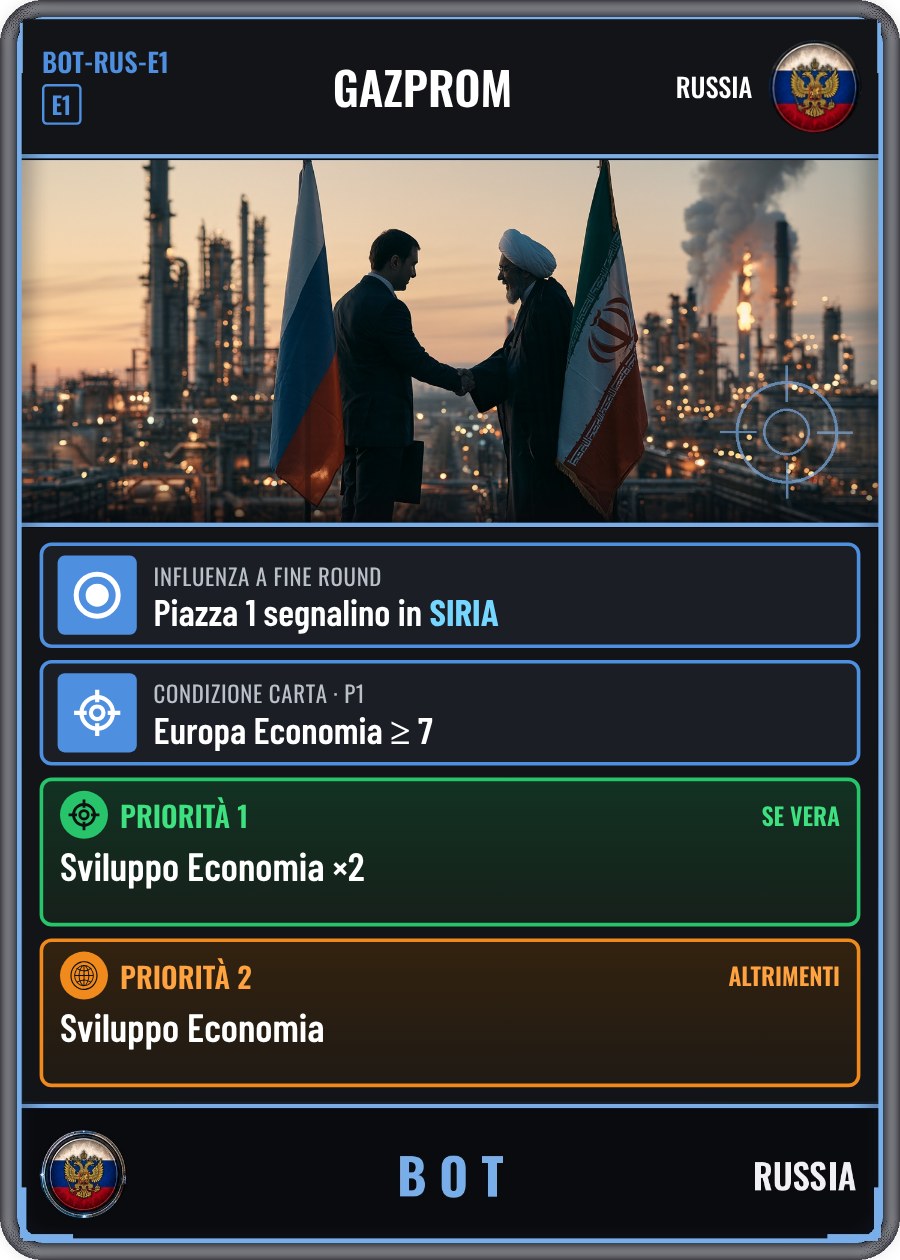 BOT-RUS-E1
E1
GAZPROM
RUSSIA
INFLUENZA A FINE ROUND
Piazza 1 segnalino in SIRIA
CONDIZIONE CARTA · P1
Europa Economia ≥ 7
PRIORITÀ 1
SE VERA
Sviluppo Economia ×2
PRIORITÀ 2
ALTRIMENTI
Sviluppo Economia
BOT
RUSSIA